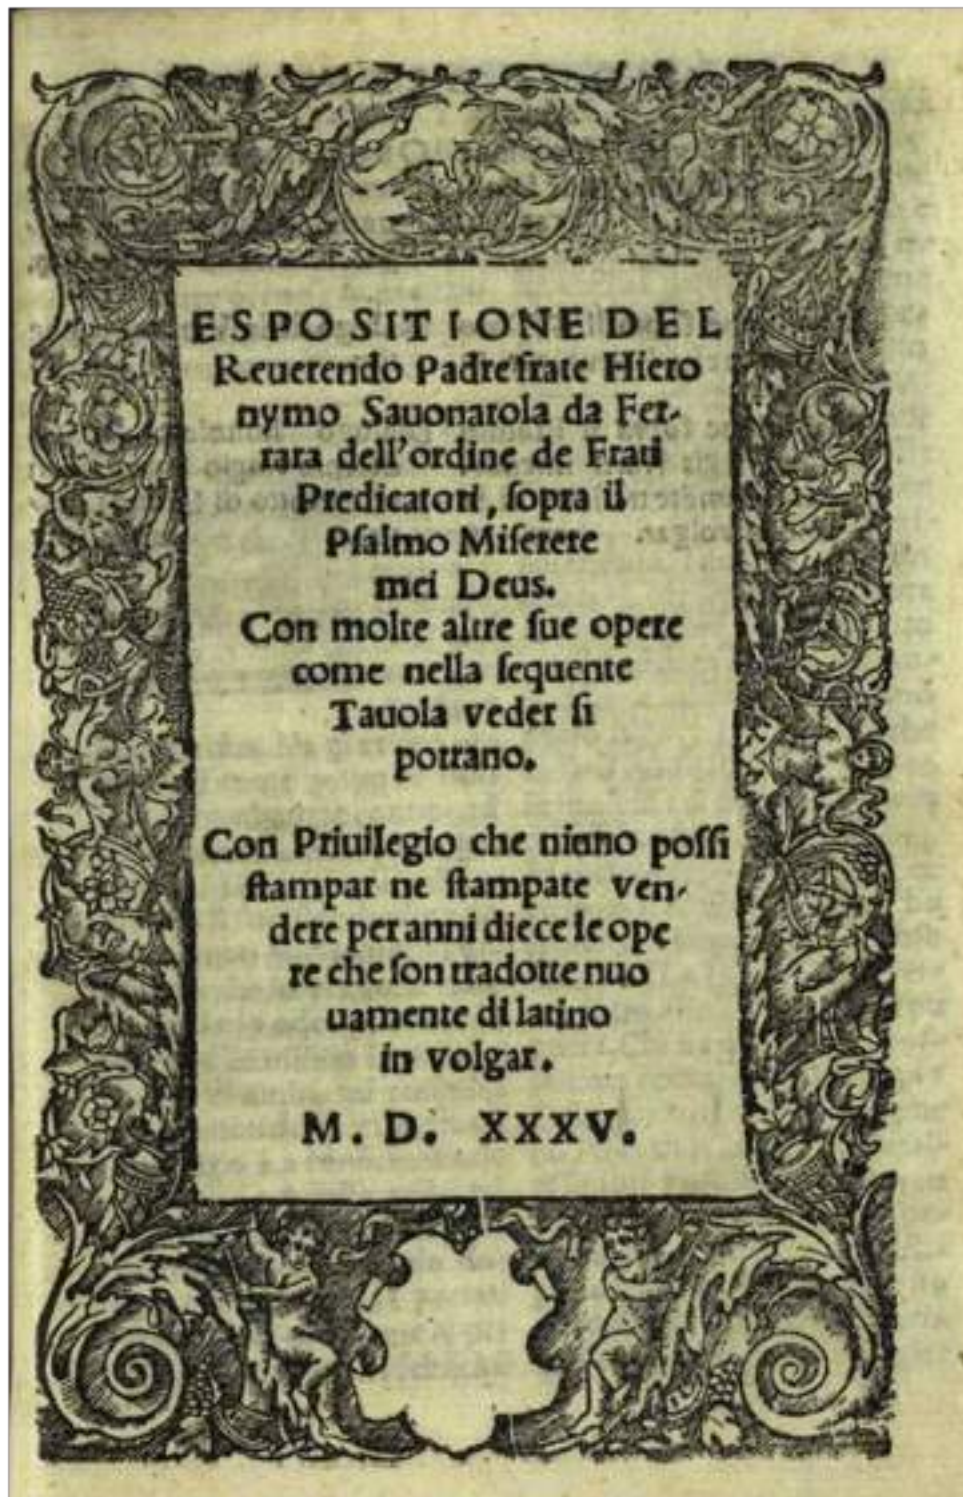 ESPOSITIONE DEL
Reuerendo Padre frate Hiero
nymo Sauonarola da Fer-
rara dell'ordine de Frati
Predicatori, ſopra il
Pſalmo Miſerere
mei Deus.
Con molte altre ſue opere
come nella ſequente
Tauola veder ſi
potrano.
Con Priuilegio che niuno poſſi
ſtampar ne ſtampate ven-
dere per anni diece le ope
re che ſon tradotte nuo
uamente di latino
in volgar.
M. D. XXXV.